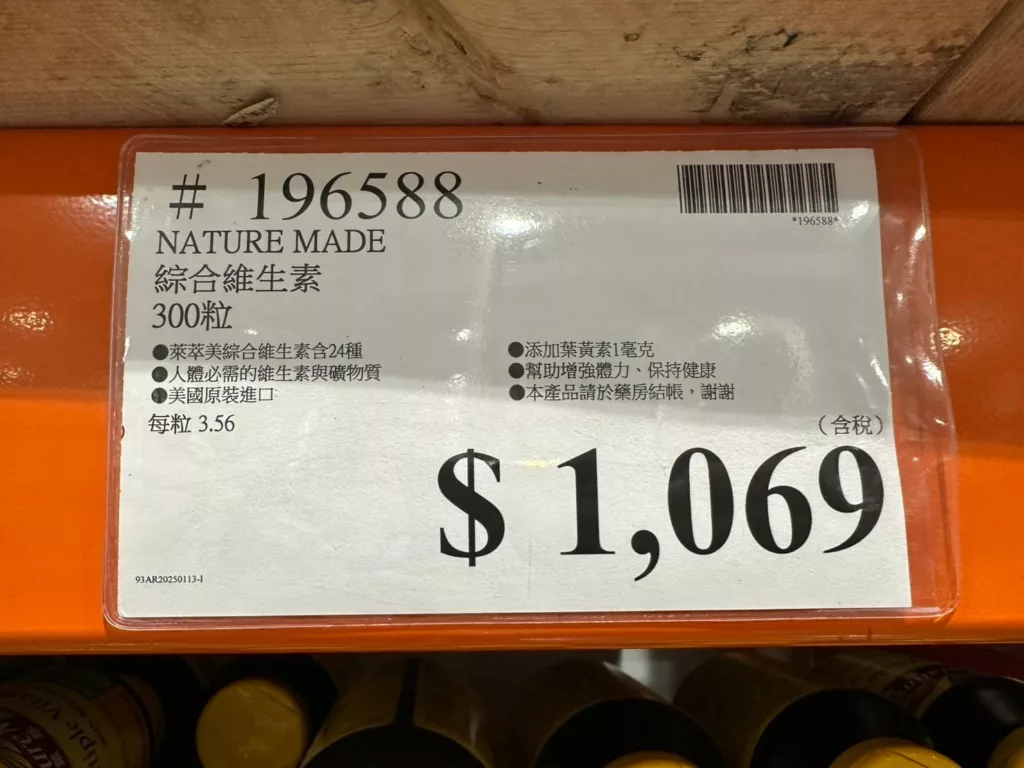 # 196588
*196588*
NATURE MADE
綜合維生素
300粒
●萊萃美綜合維生素含24種
●人體必需的維生素與礦物質
●美國原裝進口
●添加葉黃素1毫克
●幫助增強體力、保持健康
●本產品請於藥房結帳，謝謝
每粒 3.56
（含稅）
$ 1,069
93AR20250113-I